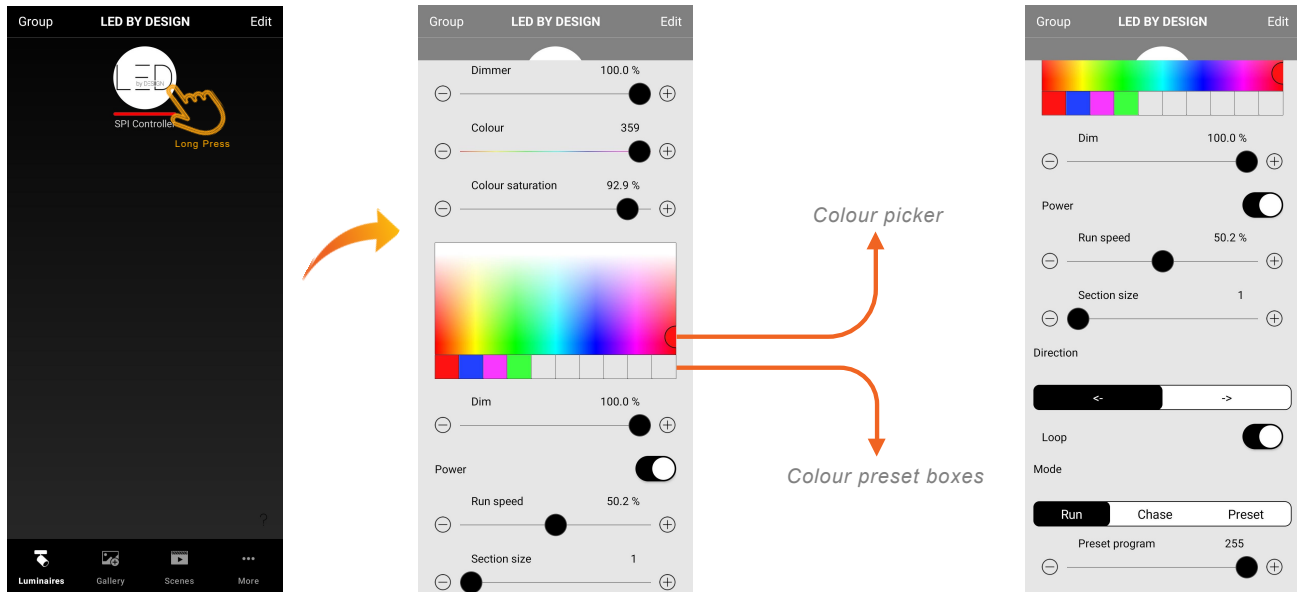 Group LED BY DESIGN Edit
LED
by DESIGN
SPI Controller
Long Press
?
Luminaires Gallery Scenes More
Group LED BY DESIGN Edit
Dimmer 100.0 %
Colour 359
Colour saturation 92.9 %
Dim 100.0 %
Power
Run speed 50.2 %
Section size 1
Colour picker
Colour preset boxes
Group LED BY DESIGN Edit
Dim 100.0 %
Power
Run speed 50.2 %
Section size 1
Direction
<- ->
Loop
Mode
Run Chase Preset
Preset program 255